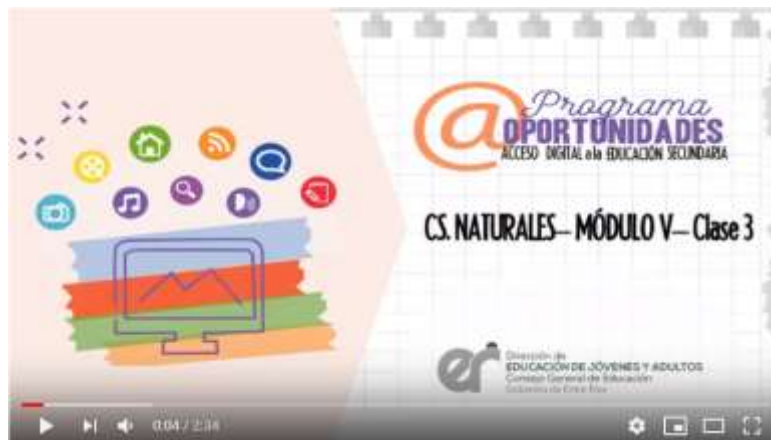 @Programa
OPORTUNIDADES
ACCESO DIGITAL a la EDUCACIÓN SECUNDARIA
CS. NATURALES– MÓDULO V– Clase 3
er
Dirección de
EDUCACIÓN DE JÓVENES Y ADULTOS
Consejo General de Educación
Gobierno de Entre Ríos
0:04 / 2:34